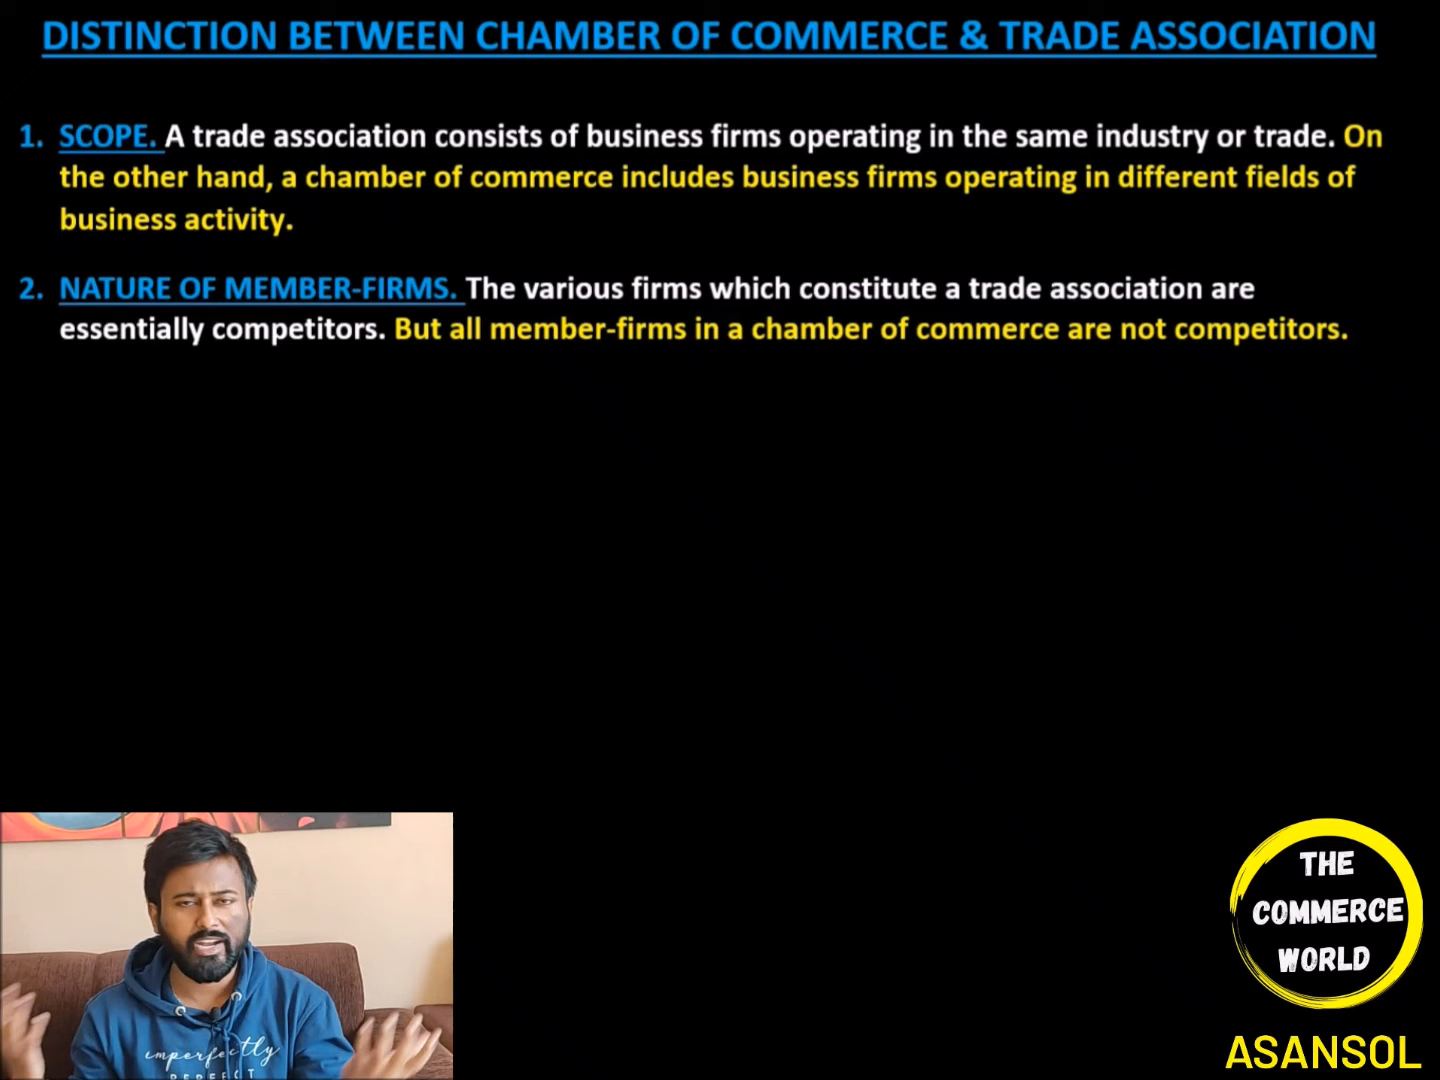 DISTINCTION BETWEEN CHAMBER OF COMMERCE & TRADE ASSOCIATION
1. SCOPE. A trade association consists of business firms operating in the same industry or trade. On
the other hand, a chamber of commerce includes business firms operating in different fields of
business activity.
2. NATURE OF MEMBER-FIRMS. The various firms which constitute a trade association are
essentially competitors. But all member-firms in a chamber of commerce are not competitors.
imperfectly
PERFECT
THE
COMMERCE
WORLD
ASANSOL